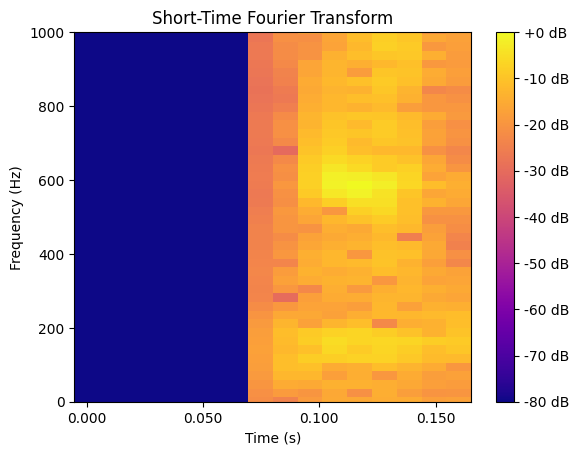 Short-Time Fourier Transform
1000
800
600
400
200
0
Frequency (Hz)
0.000
0.050
0.100
0.150
Time (s)
+0 dB
-10 dB
-20 dB
-30 dB
-40 dB
-50 dB
-60 dB
-70 dB
-80 dB